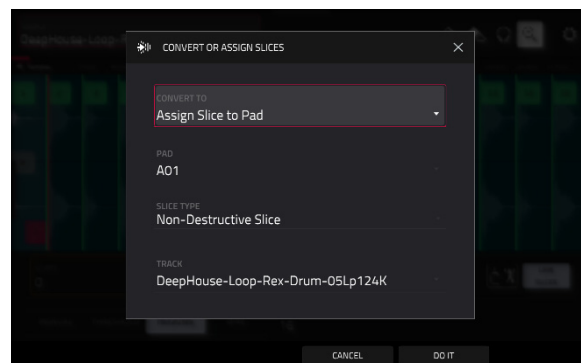 CONVERT OR ASSIGN SLICES
CONVERT TO
Assign Slice to Pad
PAD
A01
SLICE TYPE
Non-Destructive Slice
TRACK
DeepHouse-Loop-Rex-Drum-05Lp124K
CANCEL
DO IT